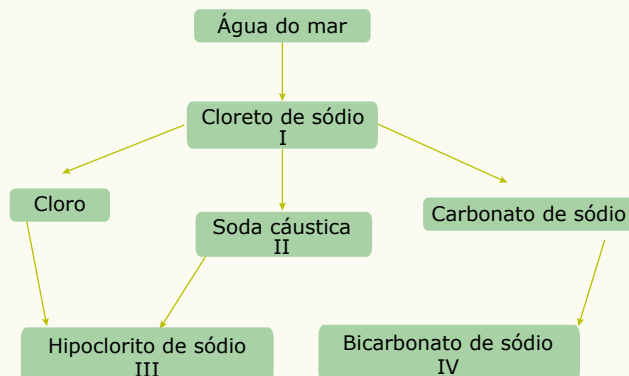 Água do mar
Cloreto de sódio
I
Cloro
Soda cáustica
II
Carbonato de sódio
Hipoclorito de sódio
III
Bicarbonato de sódio
IV